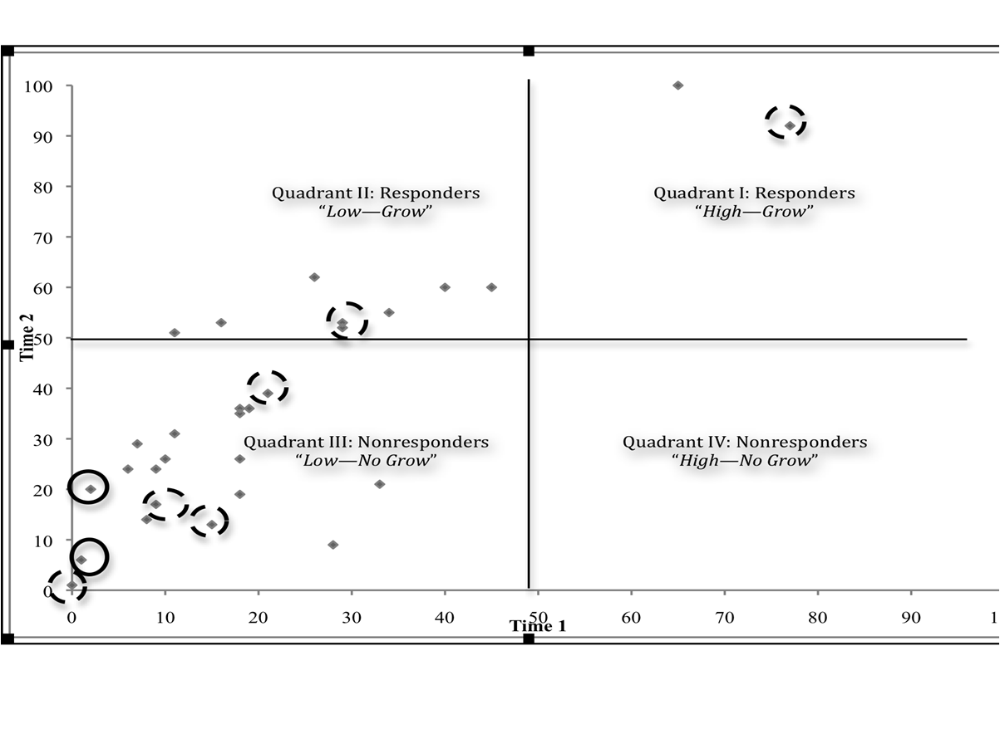 100
90
80
Quadrant II: Responders
“Low—Grow”
Quadrant I: Responders
“High—Grow”
70
60
50
Time 2
40
30
Quadrant III: Nonresponders
“Low—No Grow”
Quadrant IV: Nonresponders
“High—No Grow”
20
10
0
0 10 20 30 40 50 60 70 80 90 1
Time 1